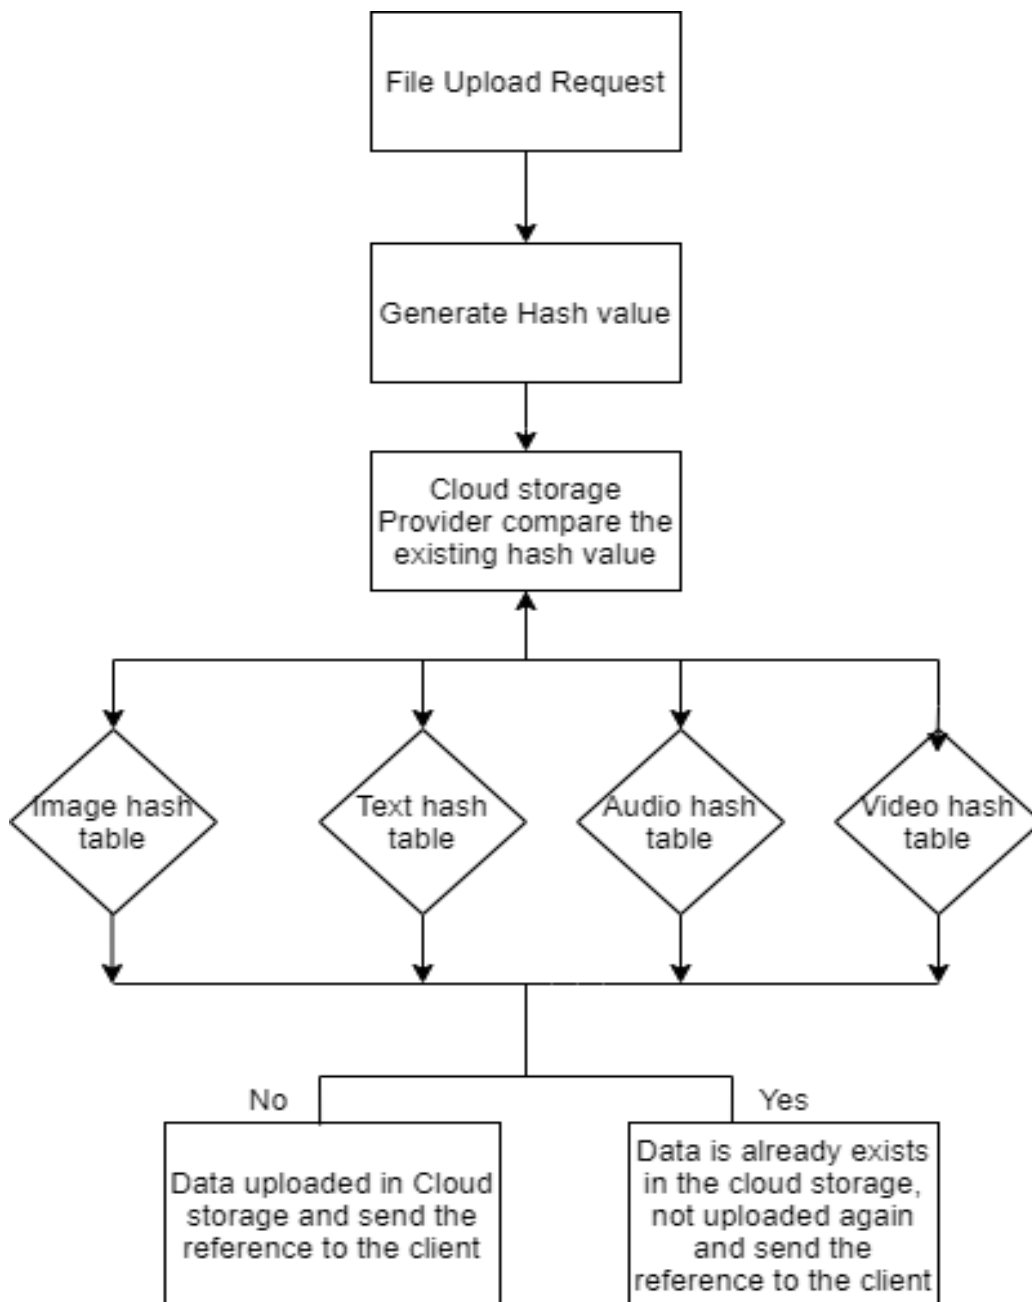 File Upload Request
Generate Hash value
Cloud storage
Provider compare the
existing hash value
Image hash
table
Text hash
table
Audio hash
table
Video hash
table
No
Yes
Data uploaded in Cloud
storage and send the
reference to the client
Data is already exists
in the cloud storage,
not uploaded again
and send the
reference to the client